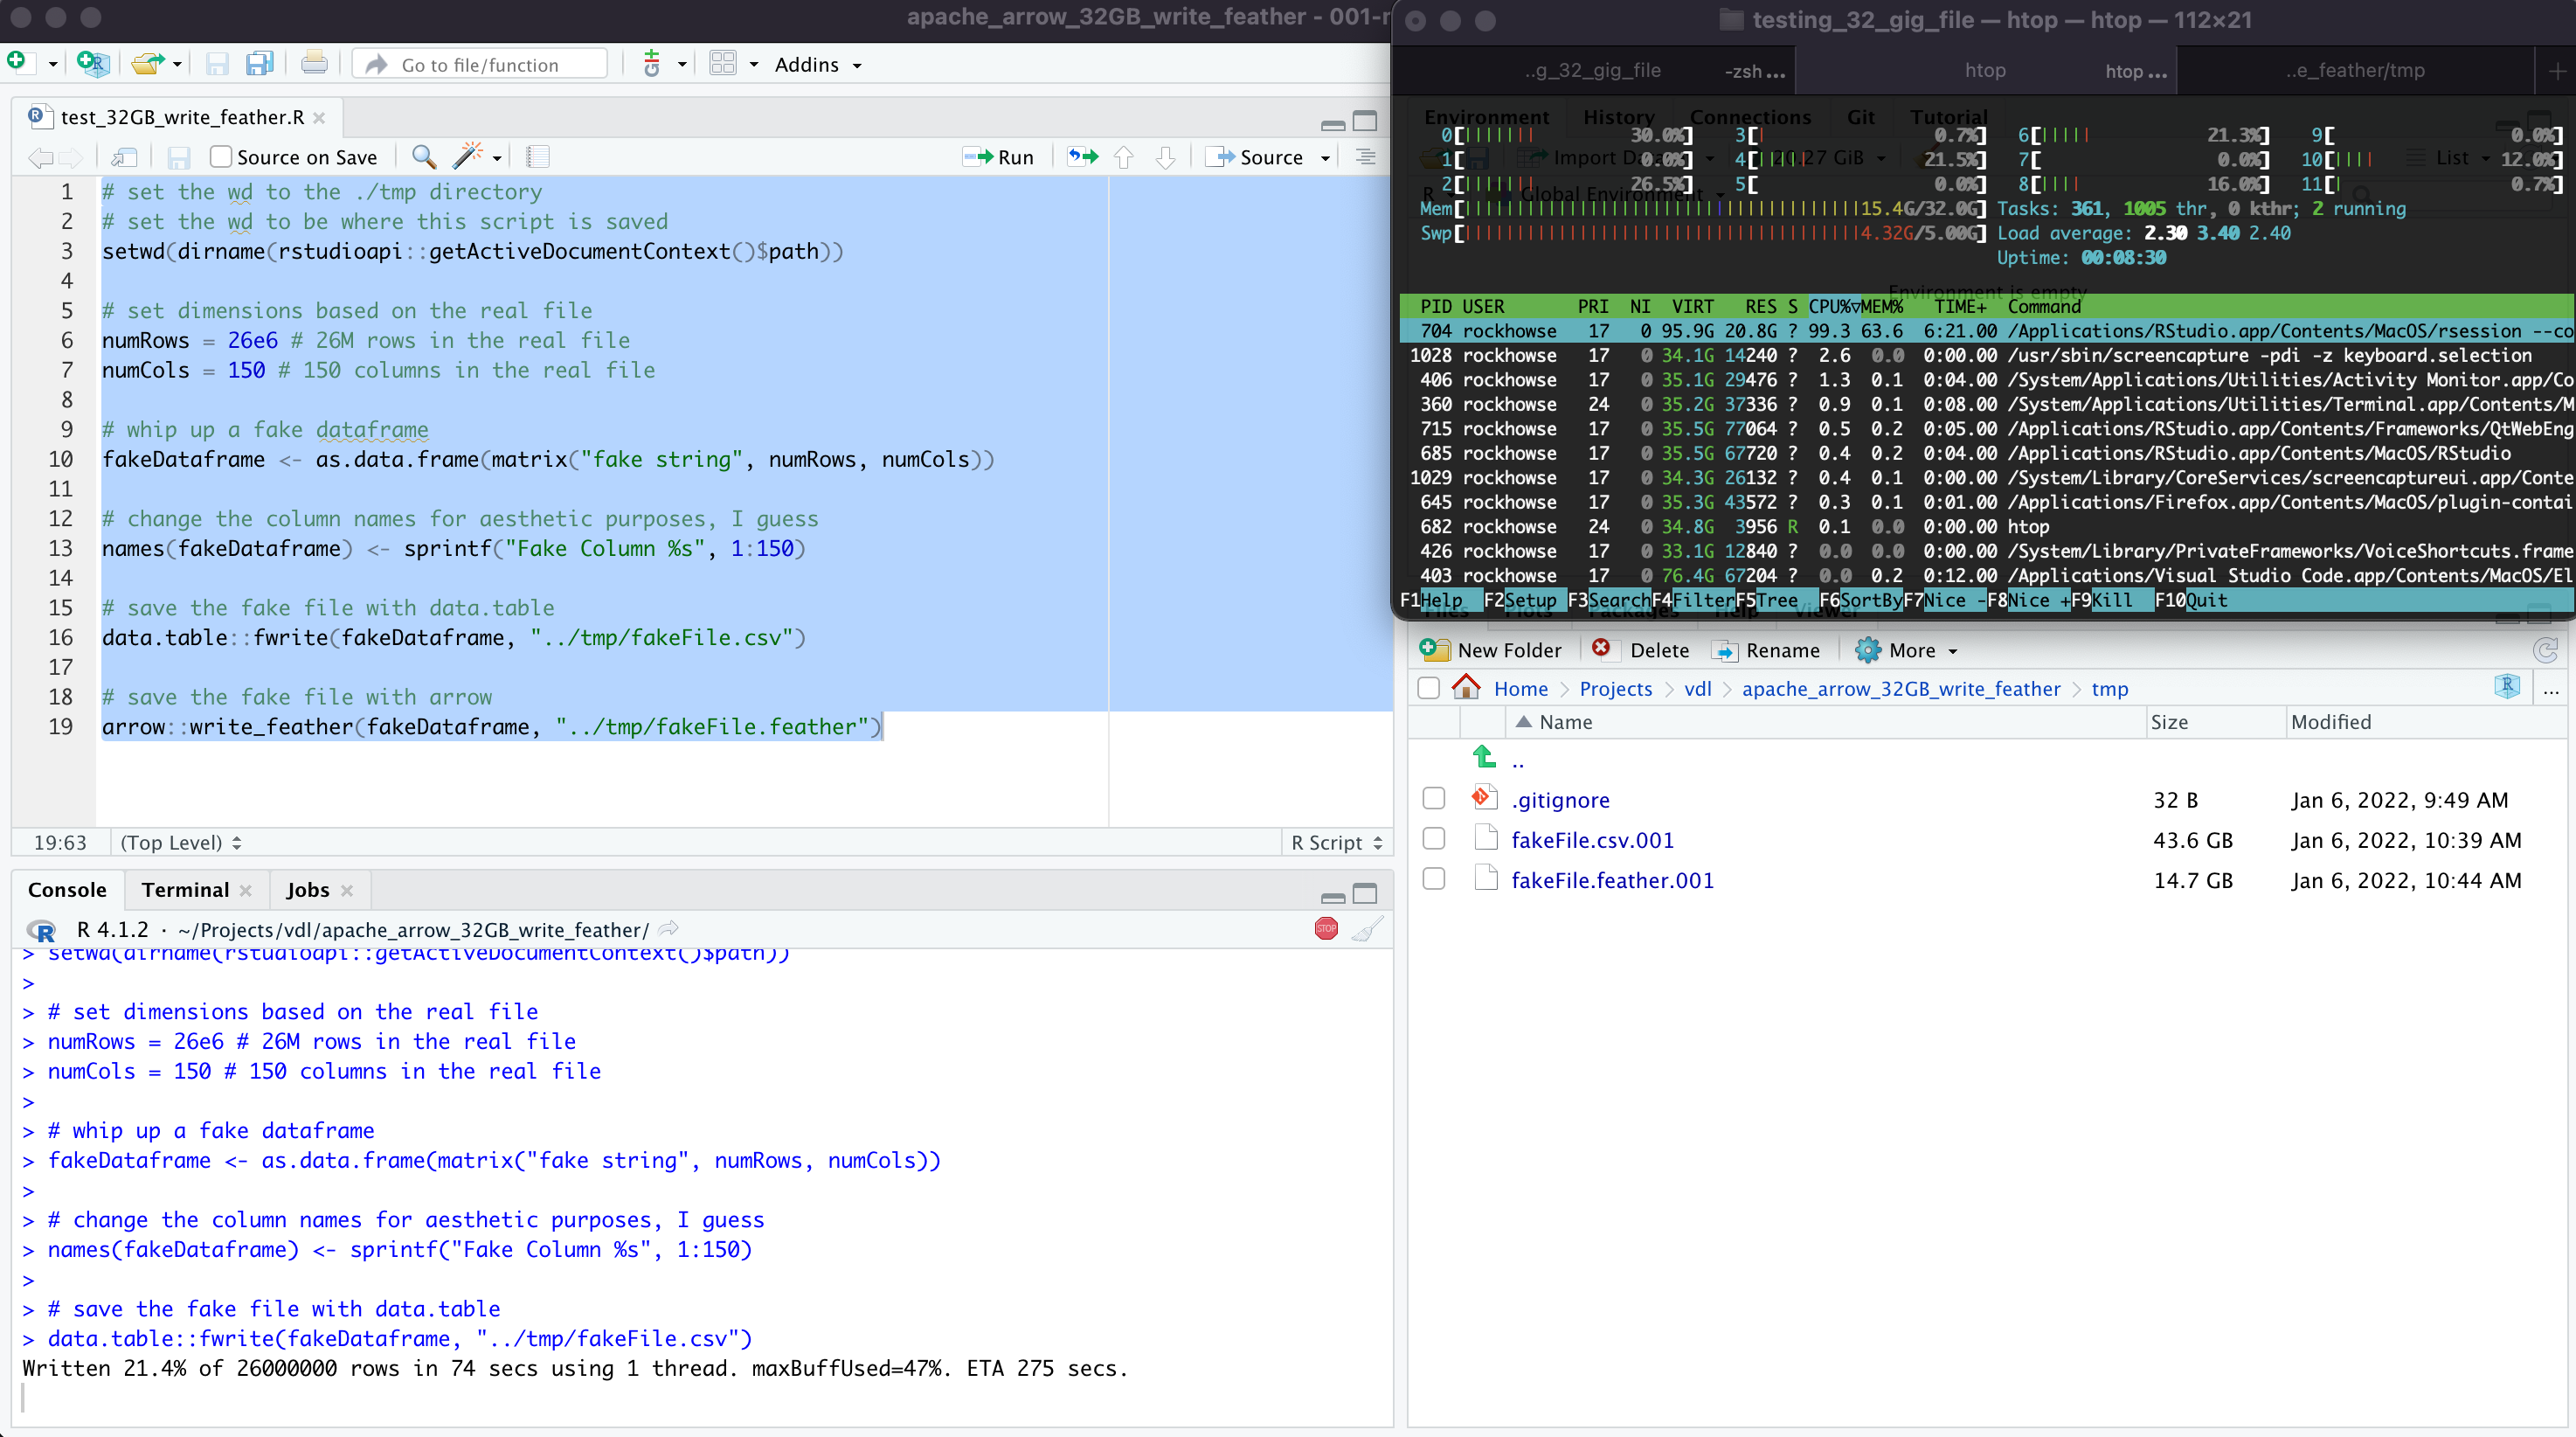 apache_arrow_32GB_write_feather - 001-r
Go to file/function
Addins
test_32GB_write_feather.R
Source on Save
Run
Source
1 # set the wd to the ./tmp directory
2 # set the wd to be where this script is saved
3 setwd(dirname(rstudioapi::getActiveDocumentContext()$path))
4
5 # set dimensions based on the real file
6 numRows = 26e6 # 26M rows in the real file
7 numCols = 150 # 150 columns in the real file
8
9 # whip up a fake dataframe
10 fakeDataframe <- as.data.frame(matrix("fake string", numRows, numCols))
11
12 # change the column names for aesthetic purposes, I guess
13 names(fakeDataframe) <- sprintf("Fake Column %s", 1:150)
14
15 # save the fake file with data.table
16 data.table::fwrite(fakeDataframe, "../tmp/fakeFile.csv")
17
18 # save the fake file with arrow
19 arrow::write_feather(fakeDataframe, "../tmp/fakeFile.feather")
19:63 (Top Level) R Script
Console Terminal Jobs
R 4.1.2 · ~/Projects/vdl/apache_arrow_32GB_write_feather/
STOP
> setwd(dirname(rstudioapi::getActiveDocumentContext()$path))
>
> # set dimensions based on the real file
> numRows = 26e6 # 26M rows in the real file
> numCols = 150 # 150 columns in the real file
>
> # whip up a fake dataframe
> fakeDataframe <- as.data.frame(matrix("fake string", numRows, numCols))
>
> # change the column names for aesthetic purposes, I guess
> names(fakeDataframe) <- sprintf("Fake Column %s", 1:150)
>
> # save the fake file with data.table
> data.table::fwrite(fakeDataframe, "../tmp/fakeFile.csv")
Written 21.4% of 26000000 rows in 74 secs using 1 thread. maxBuffUsed=47%. ETA 275 secs.
testing_32_gig_file — htop — htop — 112×21
..g_32_gig_file -zsh ... htop htop ... ..e_feather/tmp
Environment History Connections Git Tutorial
0[ 30.0%] 3[ 0.7%] 6[ 21.3%] 9[ 0.0%]
1[ 0.0%] 4[ 21.5%] 7[ 0.0%] 10[ 12.0%]
2[ 26.5%] 5[ 0.0%] 8[ 16.0%] 11[ 0.7%]
List
Global Environment
Mem[ 15.4G/32.0G] Tasks: 361, 1005 thr, 0 kthr; 2 running
Swp[ 4.32G/5.00G] Load average: 2.30 3.40 2.40
Uptime: 00:08:30
Environment is empty
PID USER PRI NI VIRT RES S CPU%▽MEM% TIME+ Command
704 rockhowse 17 0 95.9G 20.8G ? 99.3 63.6 6:21.00 /Applications/RStudio.app/Contents/MacOS/rsession --co
1028 rockhowse 17 0 34.1G 14240 ? 2.6 0.0 0:00.00 /usr/sbin/screencapture -pdi -z keyboard.selection
406 rockhowse 17 0 35.1G 29476 ? 1.3 0.1 0:04.00 /System/Applications/Utilities/Activity Monitor.app/Co
360 rockhowse 24 0 35.2G 37336 ? 0.9 0.1 0:08.00 /System/Applications/Utilities/Terminal.app/Contents/M
715 rockhowse 17 0 35.5G 77064 ? 0.5 0.2 0:05.00 /Applications/RStudio.app/Contents/Frameworks/QtWebEng
685 rockhowse 17 0 35.5G 67720 ? 0.4 0.2 0:04.00 /Applications/RStudio.app/Contents/MacOS/RStudio
1029 rockhowse 17 0 34.3G 26132 ? 0.4 0.1 0:00.00 /System/Library/CoreServices/screencaptureui.app/Conte
645 rockhowse 17 0 35.3G 43572 ? 0.3 0.1 0:01.00 /Applications/Firefox.app/Contents/MacOS/plugin-contai
682 rockhowse 24 0 34.8G 3956 R 0.1 0.0 0:00.00 htop
426 rockhowse 17 0 33.1G 12840 ? 0.0 0.0 0:00.00 /System/Library/PrivateFrameworks/VoiceShortcuts.frame
403 rockhowse 17 0 76.4G 67204 ? 0.0 0.2 0:12.00 /Applications/Visual Studio Code.app/Contents/MacOS/El
F1Help F2Setup F3SearchF4FilterF5Tree F6SortByF7Nice -F8Nice +F9Kill F10Quit
New Folder Delete Rename More
Home Projects vdl apache_arrow_32GB_write_feather tmp ...
Name Size Modified
..
.gitignore 32 B Jan 6, 2022, 9:49 AM
fakeFile.csv.001 43.6 GB Jan 6, 2022, 10:39 AM
fakeFile.feather.001 14.7 GB Jan 6, 2022, 10:44 AM